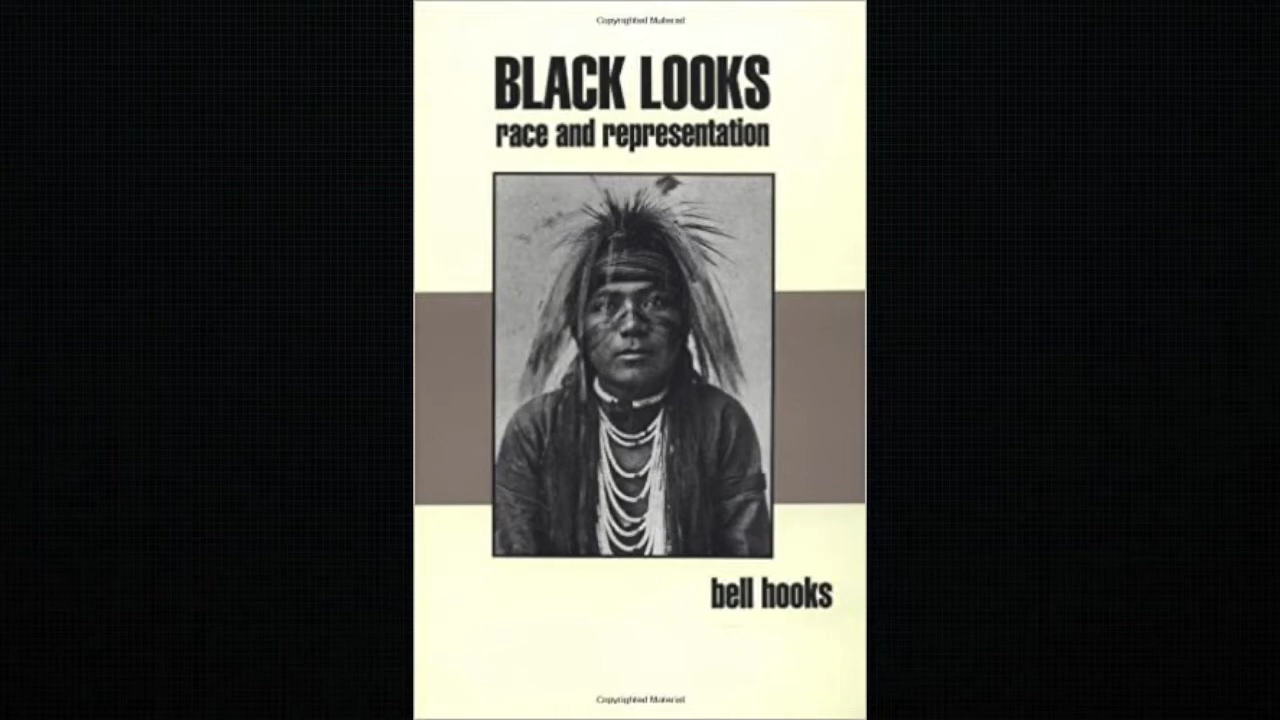 Copyrighted Material
BLACK LOOKS
race and representation
bell hooks
Copyrighted Material